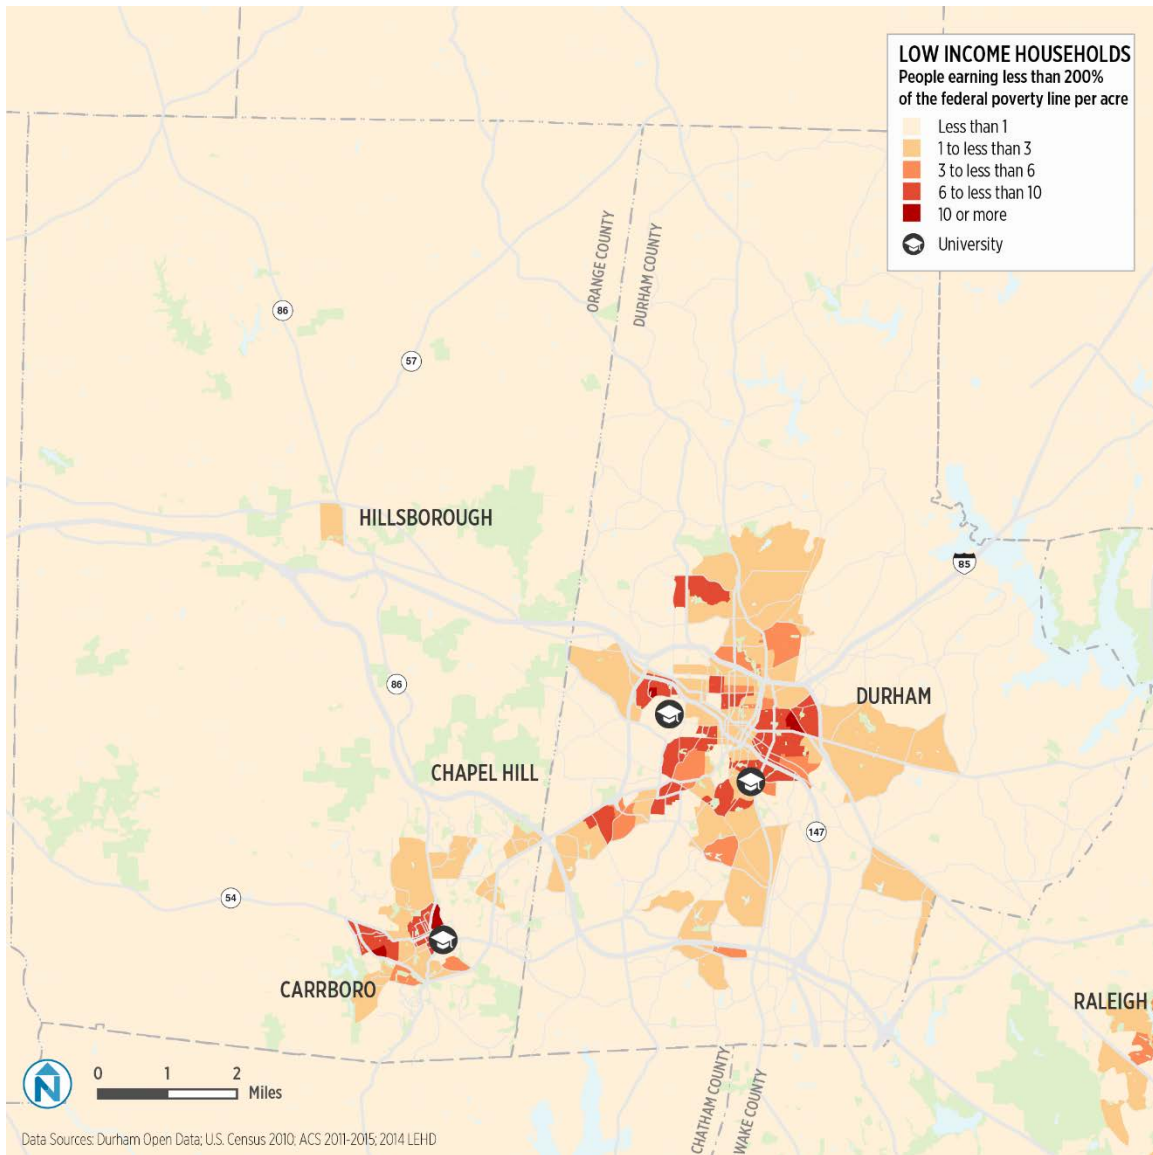 LOW INCOME HOUSEHOLDS
People earning less than 200%
of the federal poverty line per acre
Less than 1
1 to less than 3
3 to less than 6
6 to less than 10
10 or more
University
ORANGE COUNTY
DURHAM COUNTY
86
57
HILLSBOROUGH
85
86
DURHAM
CHAPEL HILL
147
54
CARRBORO
RALEIGH
N
0 1 2
Miles
CHATHAM COUNTY
WAKE COUNTY
Data Sources: Durham Open Data; U.S. Census 2010; ACS 2011-2015; 2014 LEHD